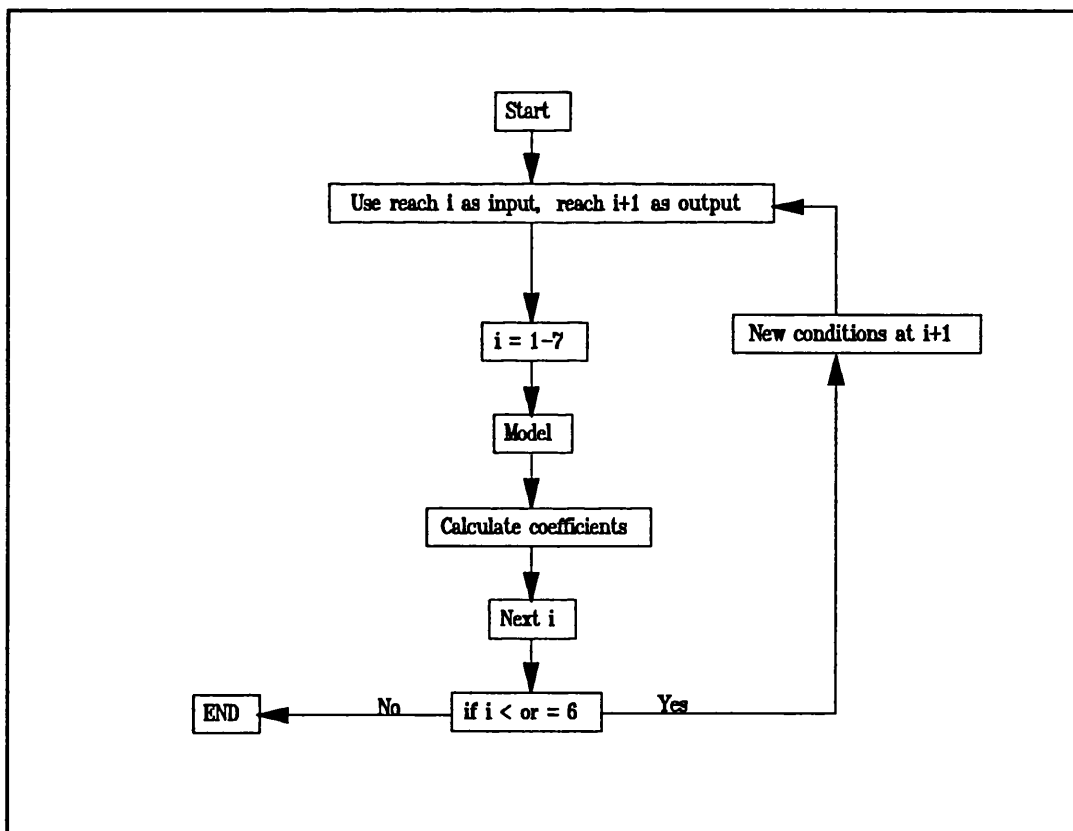 Start
Use reach i as input, reach i+1 as output
i = 1-7
New conditions at i+1
Model
Calculate coefficients
Next i
END
No
if i < or = 6
Yes